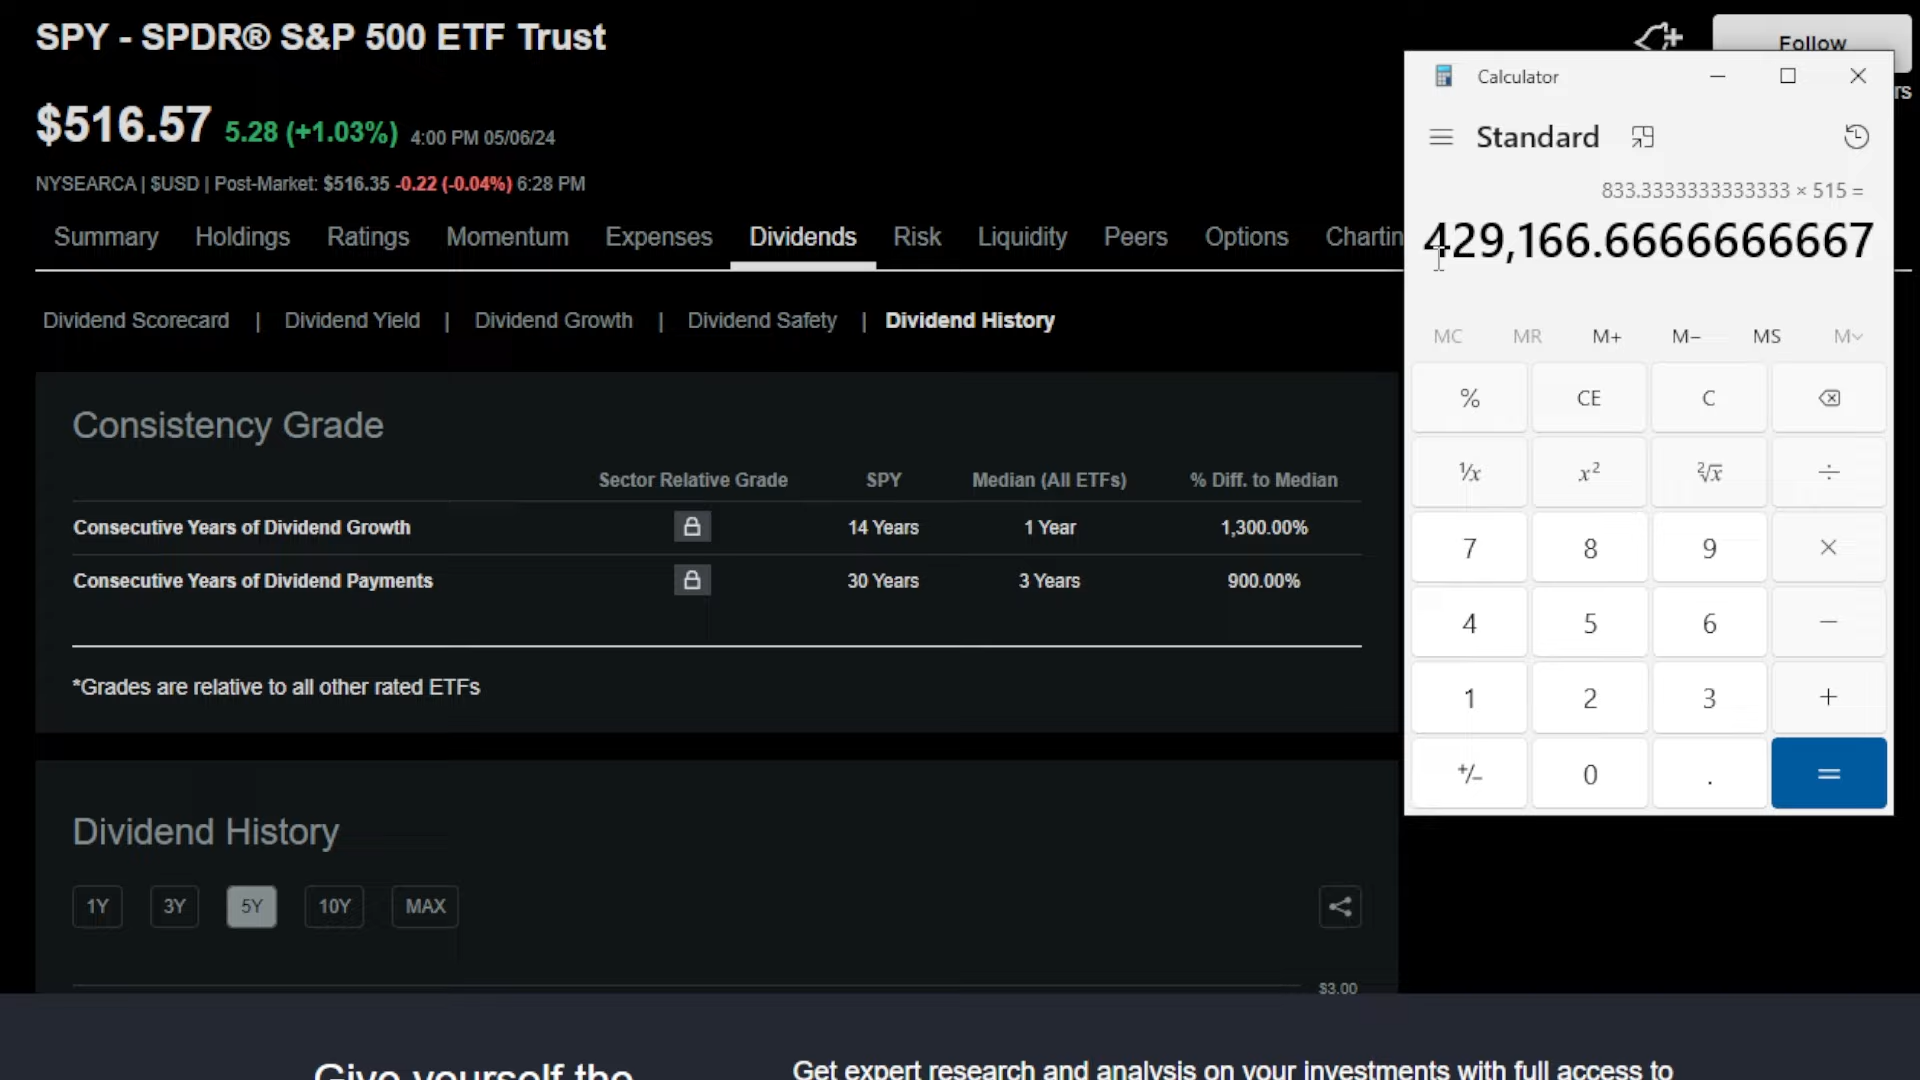 SPY - SPDR® S&P 500 ETF Trust
Follow
$516.57 5.28 (+1.03%) 4:00 PM 05/06/24
rs
NYSEARCA | $USD | Post-Market: $516.35 -0.22 (-0.04%) 6:28 PM
Summary Holdings Ratings Momentum Expenses Dividends Risk Liquidity Peers Options Chartin
Dividend Scorecard | Dividend Yield | Dividend Growth | Dividend Safety | Dividend History
Consistency Grade
Sector Relative Grade SPY Median (All ETFs) % Diff. to Median
Consecutive Years of Dividend Growth 14 Years 1 Year 1,300.00%
Consecutive Years of Dividend Payments 30 Years 3 Years 900.00%
*Grades are relative to all other rated ETFs
Dividend History
1Y 3Y 5Y 10Y MAX
$3.00
Give yourself the
Get expert research and analysis on your investments with full access to
Calculator
Standard
833.3333333333333 × 515 =
429,166.6666666667
MC MR M+ M− MS M˅
% CE C
¹/x x² ²√x ÷
7 8 9 ×
4 5 6 −
1 2 3 +
+/− 0 . =